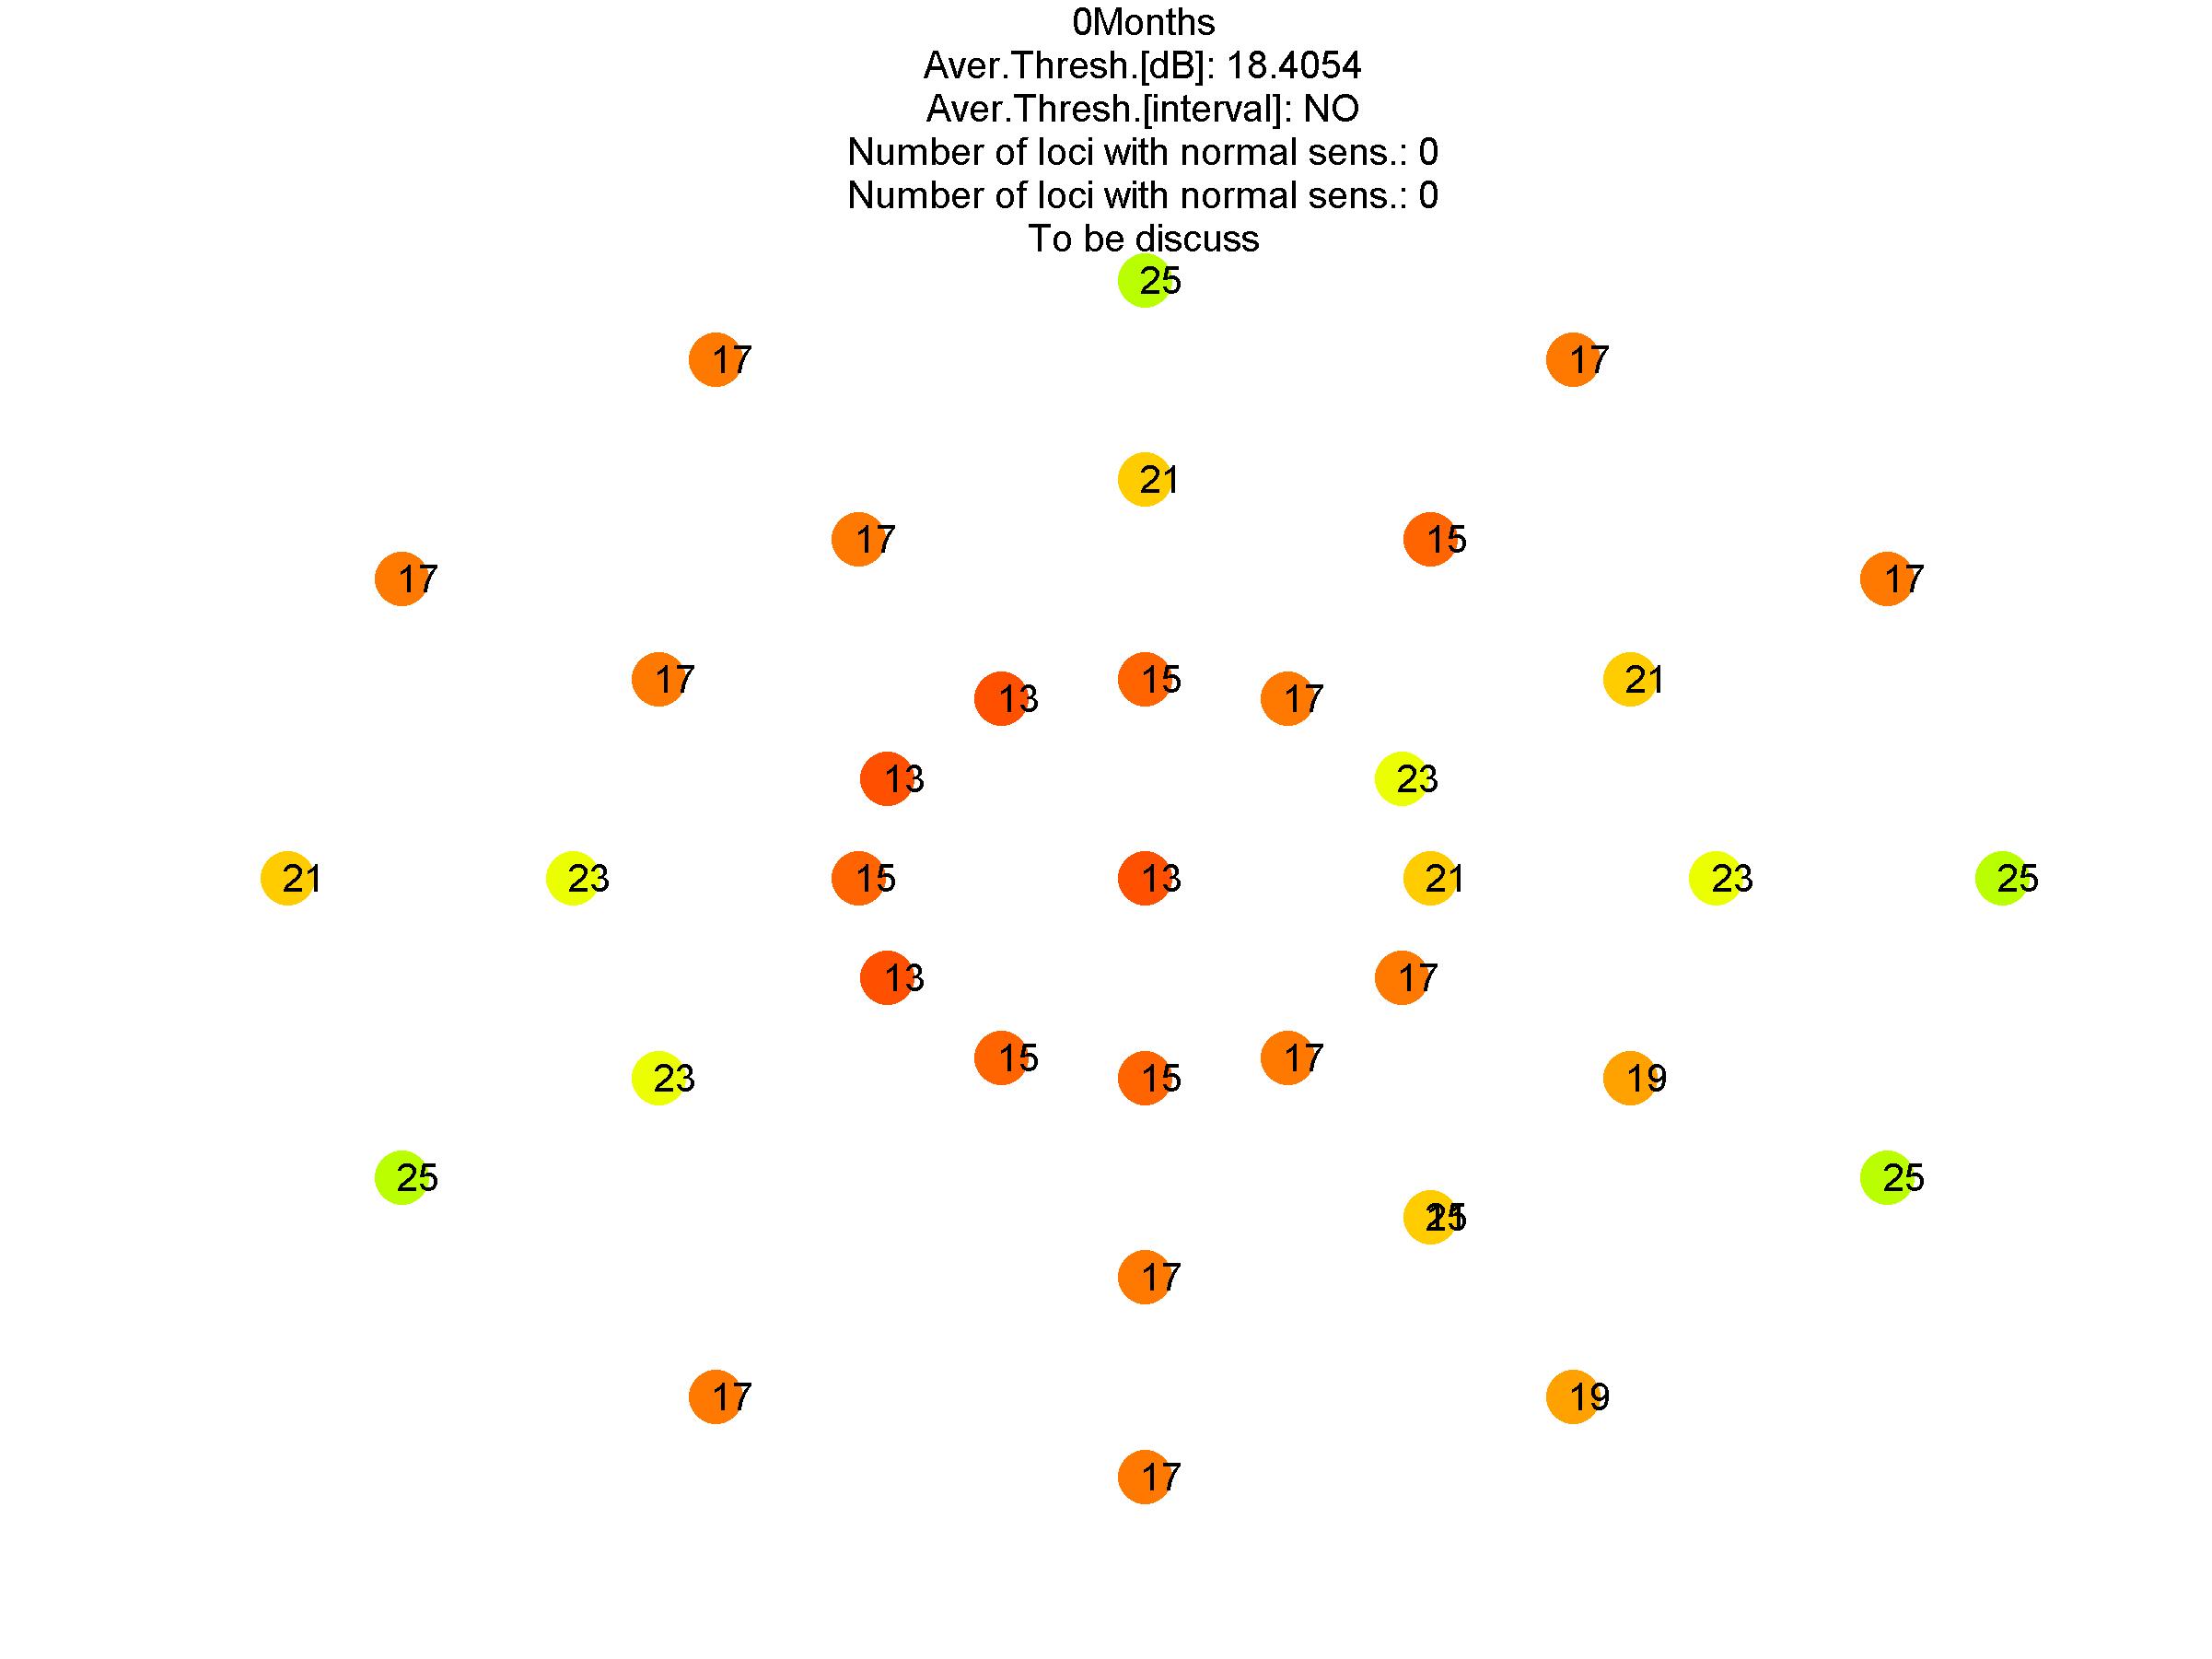 0Months
Aver.Thresh.[dB]: 18.4054
Aver.Thresh.[interval]: NO
Number of loci with normal sens.: 0
Number of loci with normal sens.: 0
To be discuss
25
17 17
21
17 15
17 17
17 21
15
13 17
13 23
21 23 15 13 21 23 25
13 17
15 17
23 15 19
25 25
17
17 19
17